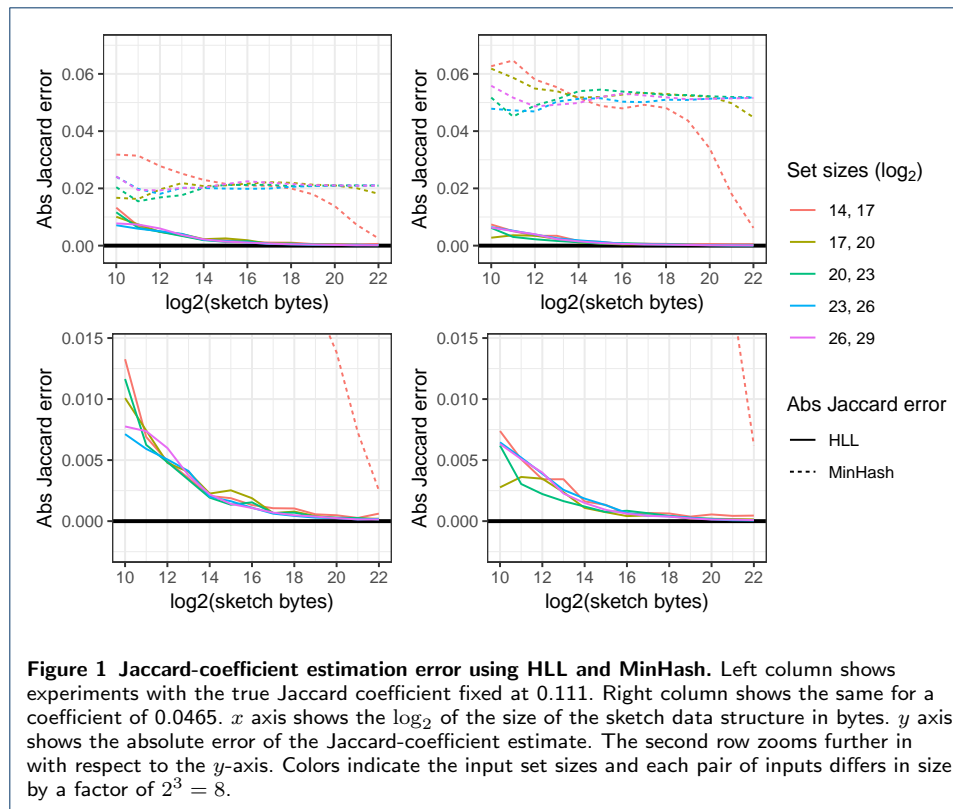 Abs Jaccard error
0.06
0.04
0.02
0.00
10 12 14 16 18 20 22
log2(sketch bytes)
Abs Jaccard error
0.06
0.04
0.02
0.00
10 12 14 16 18 20 22
log2(sketch bytes)
Abs Jaccard error
0.015
0.010
0.005
0.000
10 12 14 16 18 20 22
log2(sketch bytes)
Abs Jaccard error
0.015
0.010
0.005
0.000
10 12 14 16 18 20 22
log2(sketch bytes)
Set sizes (log₂)
14, 17
17, 20
20, 23
23, 26
26, 29
Abs Jaccard error
HLL
MinHash
Figure 1 Jaccard-coefficient estimation error using HLL and MinHash. Left column shows
experiments with the true Jaccard coefficient fixed at 0.111. Right column shows the same for a
coefficient of 0.0465. x axis shows the log₂ of the size of the sketch data structure in bytes. y axis
shows the absolute error of the Jaccard-coefficient estimate. The second row zooms further in
with respect to the y-axis. Colors indicate the input set sizes and each pair of inputs differs in size
by a factor of 2³ = 8.